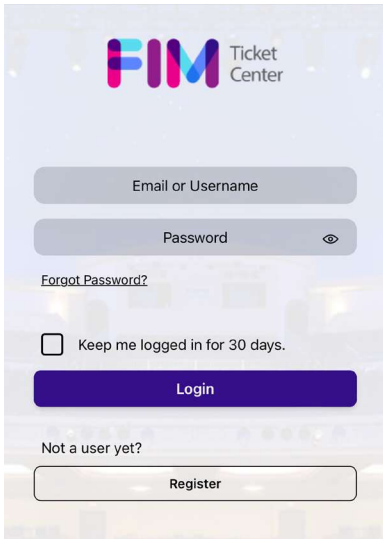 FIM Ticket
Center
Email or Username
Password
Forgot Password?
Keep me logged in for 30 days.
Login
Not a user yet?
Register